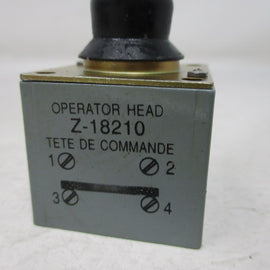 OPERATOR HEAD
Z-18210
TETE DE COMMANDE
1 2
3 4